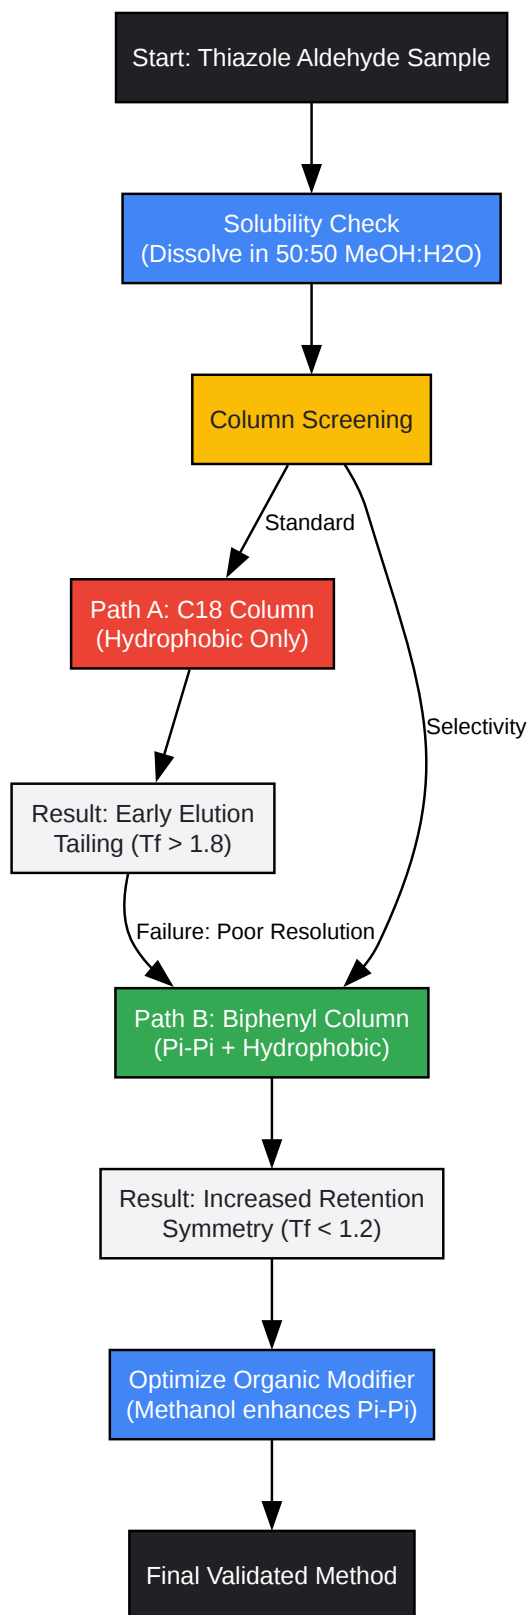 Start: Thiazole Aldehyde Sample
Solubility Check
(Dissolve in 50:50 MeOH:H2O)
Column Screening
Standard
Path A: C18 Column
(Hydrophobic Only)
Selectivity
Result: Early Elution
Tailing (Tf > 1.8)
Failure: Poor Resolution
Path B: Biphenyl Column
(Pi-Pi + Hydrophobic)
Result: Increased Retention
Symmetry (Tf < 1.2)
Optimize Organic Modifier
(Methanol enhances Pi-Pi)
Final Validated Method